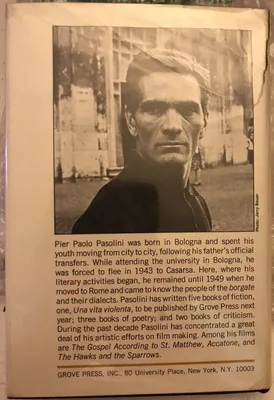 Photo: Jerry Bauer
Pier Paolo Pasolini was born in Bologna and spent his
youth moving from city to city, following his father's official
transfers. While attending the university in Bologna, he
was forced to flee in 1943 to Casarsa. Here, where his
literary activities began, he remained until 1949 when he
moved to Rome and came to know the people of the borgate
and their dialects. Pasolini has written five books of fiction,
one, Una vita violenta, to be published by Grove Press next
year; three books of poetry; and two books of criticism.
During the past decade Pasolini has concentrated a great
deal of his artistic efforts on film making. Among his films
are The Gospel According to St. Matthew, Accatone, and
The Hawks and the Sparrows.
GROVE PRESS, INC., 80 University Place, New York, N.Y. 10003